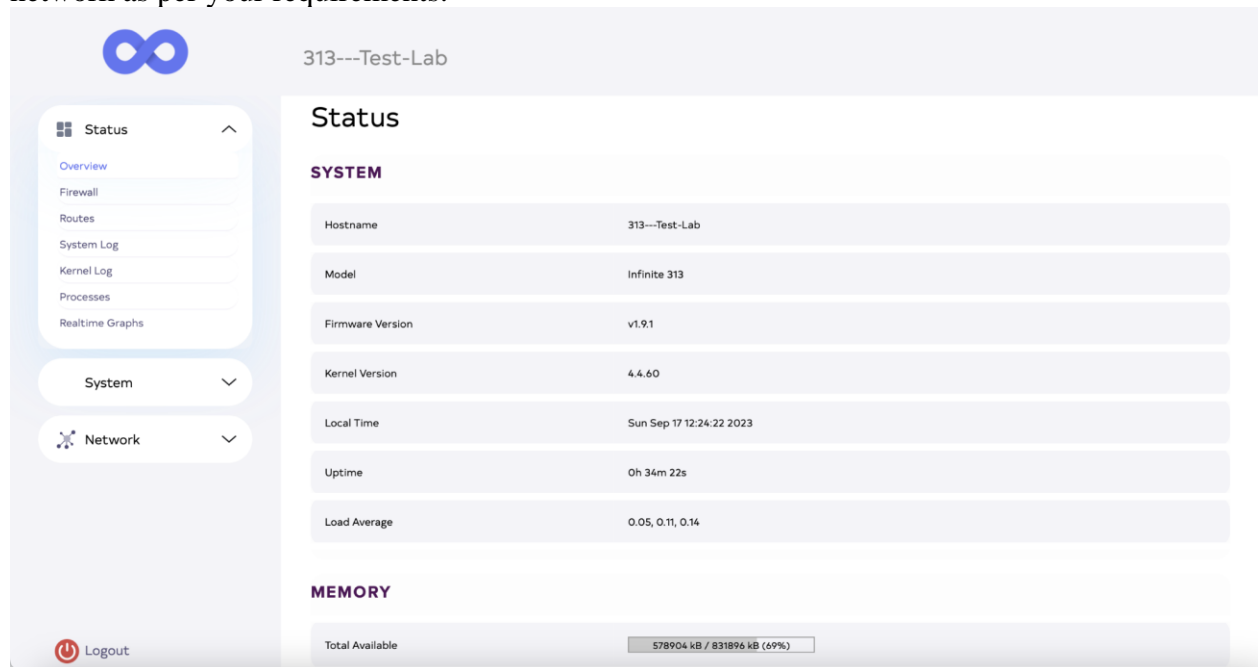 network as per your requirements.
313---Test-Lab
Status
Overview
Firewall
Routes
System Log
Kernel Log
Processes
Realtime Graphs
System
Network
Logout
Status
SYSTEM
Hostname 313---Test-Lab
Model Infinite 313
Firmware Version v1.9.1
Kernel Version 4.4.60
Local Time Sun Sep 17 12:24:22 2023
Uptime 0h 34m 22s
Load Average 0.05, 0.11, 0.14
MEMORY
Total Available 578904 kB / 831896 kB (69%)